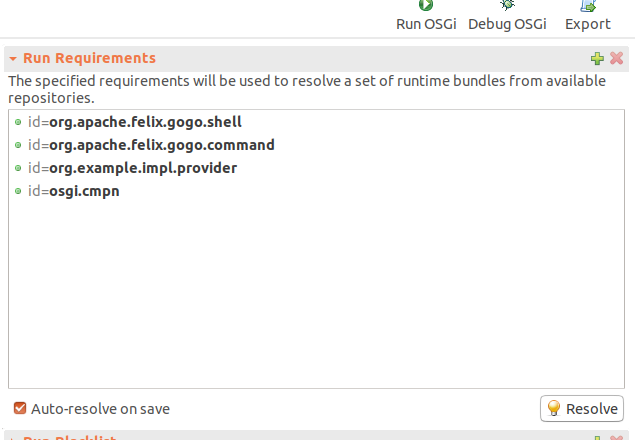 Run OSGi Debug OSGi Export
Run Requirements
The specified requirements will be used to resolve a set of runtime bundles from available
repositories.
id=org.apache.felix.gogo.shell
id=org.apache.felix.gogo.command
id=org.example.impl.provider
id=osgi.cmpn
Auto-resolve on save
Resolve
Run Blacklist